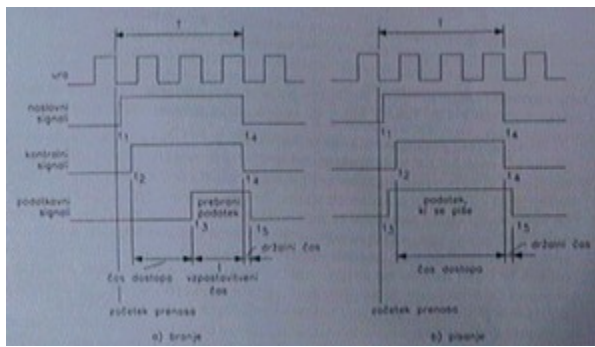 t t
ura
naslovni
signali
t1 t4 t1 t4
kontrolni
signali
t2 t4 t2 t4
podatkovni
signali
prebrani
podatek
podatek,
ki se piše
t3 t5 t3 t5
držalni čas držalni čas
čas dostopa vzpostavitveni
čas
čas dostopa
začetek prenosa začetek prenosa
a) branje b) pisanje